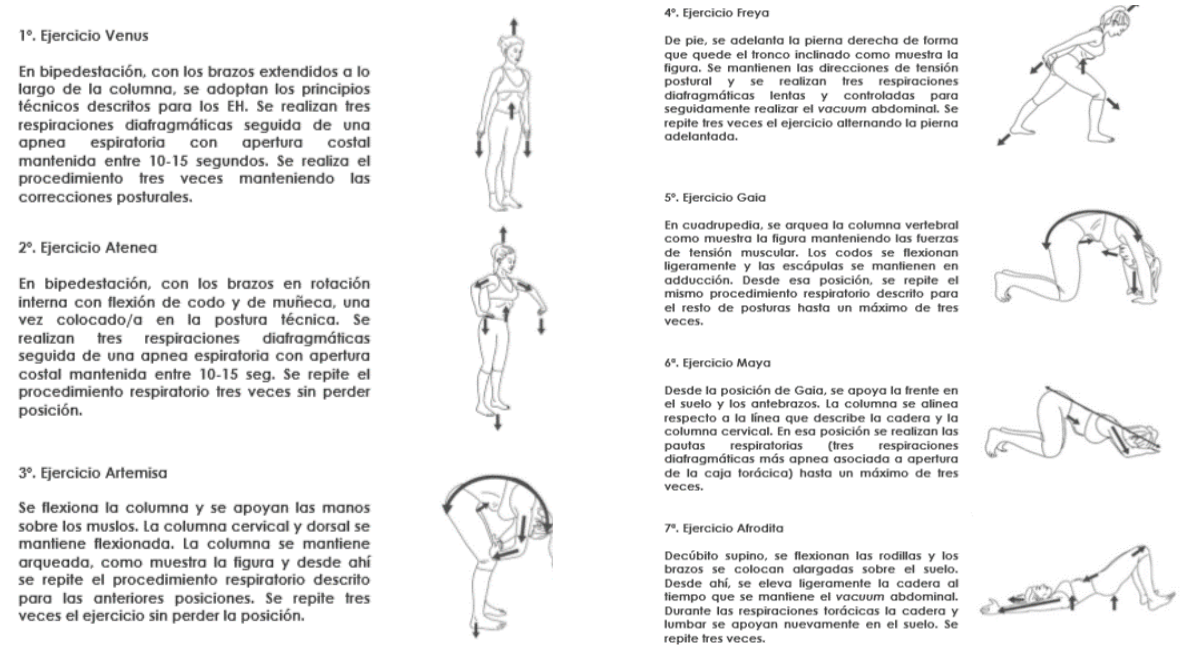 1º. Ejercicio Venus
En bipedestación, con los brazos extendidos a lo
largo de la columna, se adoptan los principios
técnicos descritos para los EH. Se realizan tres
respiraciones diafragmáticas seguida de una
apnea espiratoria con apertura costal
mantenida entre 10-15 segundos. Se realiza el
procedimiento tres veces manteniendo las
correcciones posturales.
2º. Ejercicio Atenea
En bipedestación, con los brazos en rotación
interna con flexión de codo y de muñeca, una
vez colocado/a en la postura técnica. Se
realizan tres respiraciones diafragmáticas
seguida de una apnea espiratoria con apertura
costal mantenida entre 10-15 seg. Se repite el
procedimiento respiratorio tres veces sin perder
posición.
3º. Ejercicio Artemisa
Se flexiona la columna y se apoyan las manos
sobre los muslos. La columna cervical y dorsal se
mantiene flexionada. La columna se mantiene
arqueada, como muestra la figura y desde ahí
se repite el procedimiento respiratorio descrito
para las anteriores posiciones. Se repite tres
veces el ejercicio sin perder la posición.
4º. Ejercicio Freya
De pie, se adelanta la pierna derecha de forma
que quede el tronco inclinado como muestra la
figura. Se mantienen las direcciones de tensión
postural y se realizan tres respiraciones
diafragmáticas lentas y controladas para
seguidamente realizar el vacuum abdominal. Se
repite tres veces el ejercicio alternando la pierna
adelantada.
5º. Ejercicio Gaia
En cuadrupedia, se arquea la columna vertebral
como muestra la figura manteniendo las fuerzas
de tensión muscular. Los codos se flexionan
ligeramente y las escápulas se mantienen en
adducción. Desde esa posición, se repite el
mismo procedimiento respiratorio descrito para
el resto de posturas hasta un máximo de tres
veces.
6º. Ejercicio Maya
Desde la posición de Gaia, se apoya la frente en
el suelo y los antebrazos. La columna se alinea
respecto a la línea que describe la cadera y la
columna cervical. En esa posición se realizan las
pautas respiratorias (tres respiraciones
diafragmáticas más apnea asociada a apertura
de la caja torácica) hasta un máximo de tres
veces.
7º. Ejercicio Afrodita
Decúbito supino, se flexionan las rodillas y los
brazos se colocan alargadas sobre el suelo.
Desde ahí, se eleva ligeramente la cadera al
tiempo que se mantiene el vacuum abdominal.
Durante las respiraciones torácicas la cadera y
lumbar se apoyan nuevamente en el suelo. Se
repite tres veces.